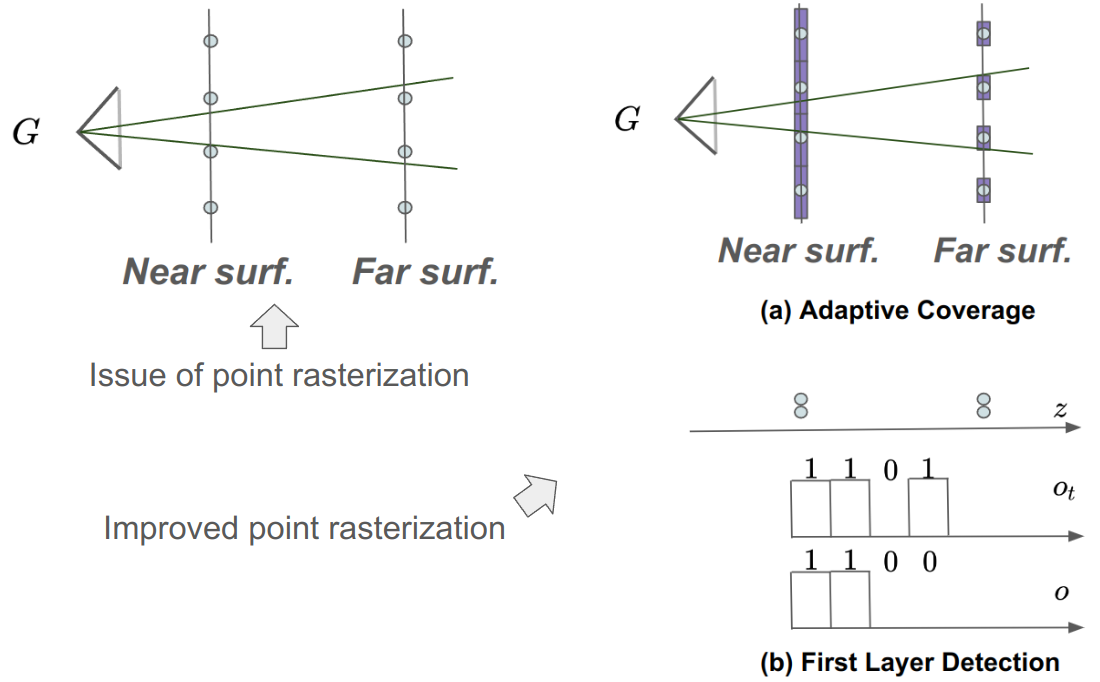 G
Near surf.
Far surf.
Issue of point rasterization
Improved point rasterization
G
Near surf.
Far surf.
(a) Adaptive Coverage
z
1 1 0 1
o_t
1 1 0 0
o
(b) First Layer Detection